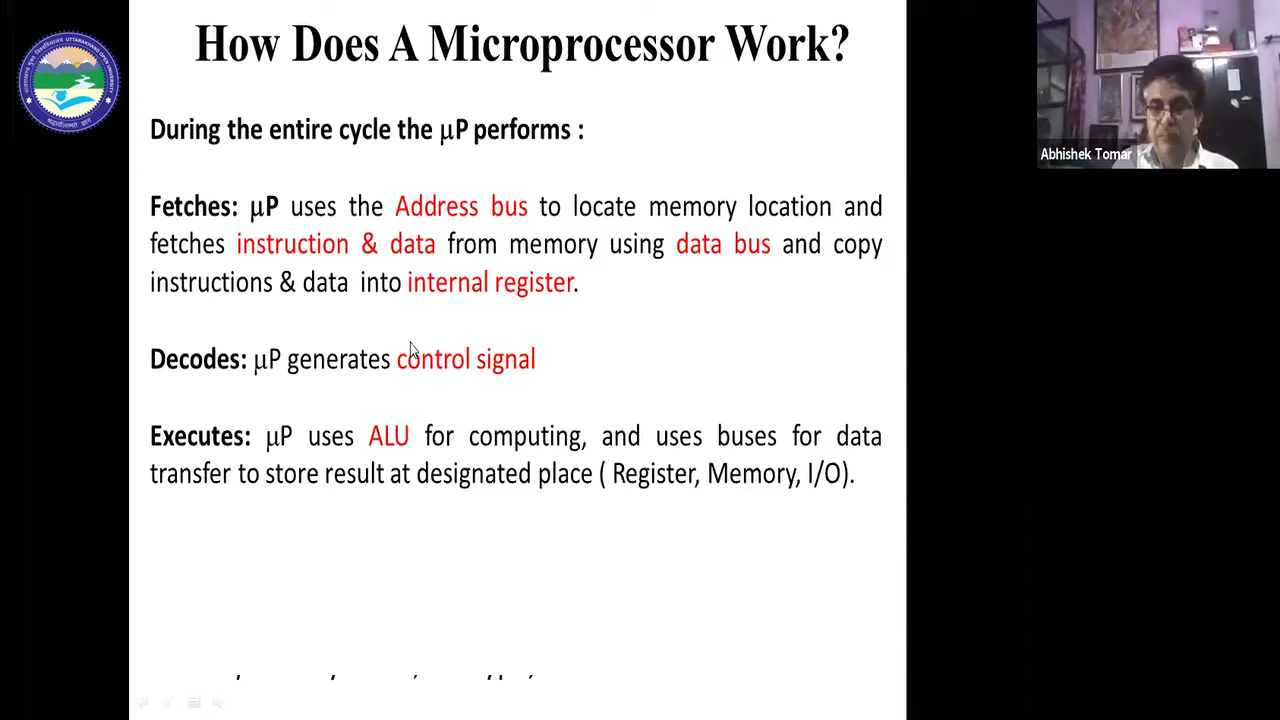 How Does A Microprocessor Work?
During the entire cycle the μP performs :
Fetches: μP uses the Address bus to locate memory location and
fetches instruction & data from memory using data bus and copy
instructions & data into internal register.
Decodes: μP generates control signal
Executes: μP uses ALU for computing, and uses buses for data
transfer to store result at designated place ( Register, Memory, I/O).
Abhishek Tomar
UTTARAKHAND OPEN UNIVERSITY